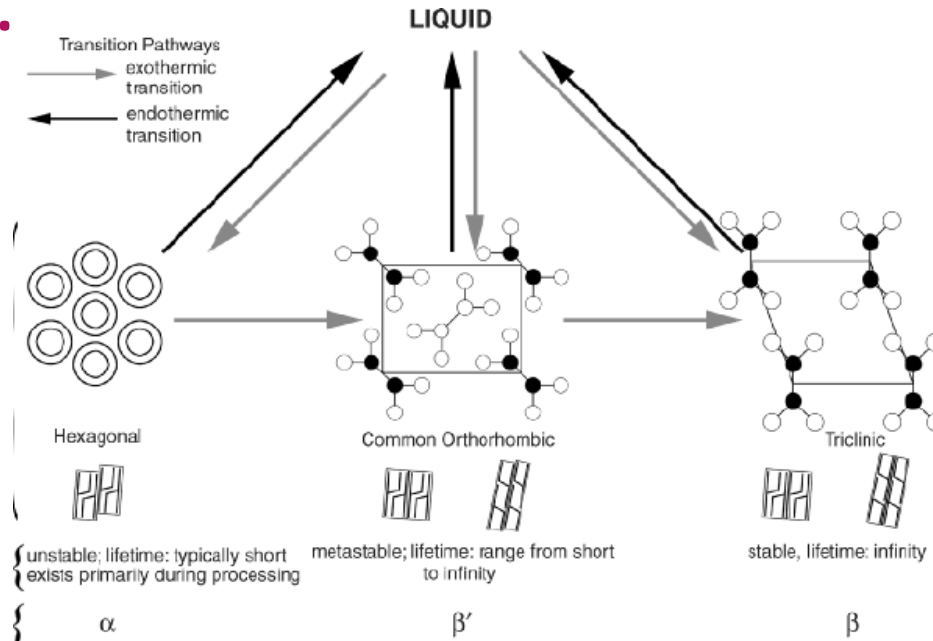 LIQUID
Transition Pathways
exothermic
transition
endothermic
transition
Hexagonal
Common Orthorhombic
Triclinic
unstable; lifetime: typically short
exists primarily during processing
metastable; lifetime: range from short
to infinity
stable, lifetime: infinity
α
β′
β